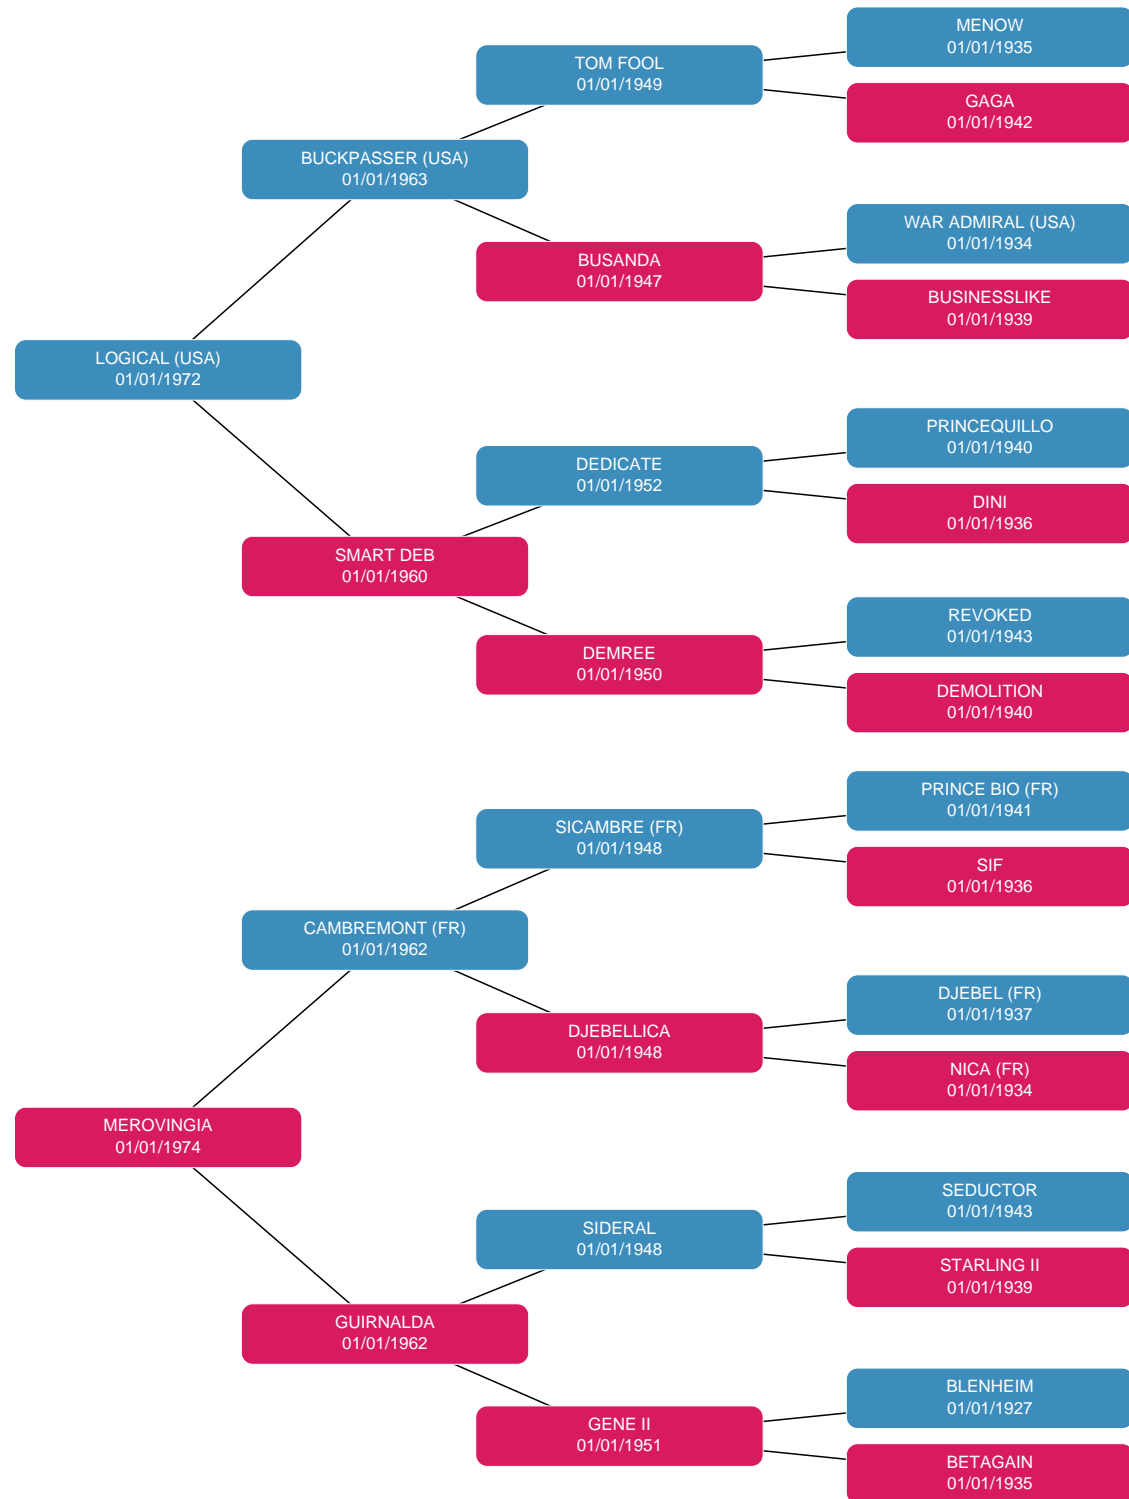 MENOW
01/01/1935
TOM FOOL
01/01/1949
GAGA
01/01/1942
BUCKPASSER (USA)
01/01/1963
WAR ADMIRAL (USA)
01/01/1934
BUSANDA
01/01/1947
BUSINESSLIKE
01/01/1939
LOGICAL (USA)
01/01/1972
PRINCEQUILLO
01/01/1940
DEDICATE
01/01/1952
DINI
01/01/1936
SMART DEB
01/01/1960
REVOKED
01/01/1943
DEMREE
01/01/1950
DEMOLITION
01/01/1940
PRINCE BIO (FR)
01/01/1941
SICAMBRE (FR)
01/01/1948
SIF
01/01/1936
CAMBREMONT (FR)
01/01/1962
DJEBEL (FR)
01/01/1937
DJEBELLICA
01/01/1948
NICA (FR)
01/01/1934
MEROVINGIA
01/01/1974
SEDUCTOR
01/01/1943
SIDERAL
01/01/1948
STARLING II
01/01/1939
GUIRNALDA
01/01/1962
BLENHEIM
01/01/1927
GENE II
01/01/1951
BETAGAIN
01/01/1935